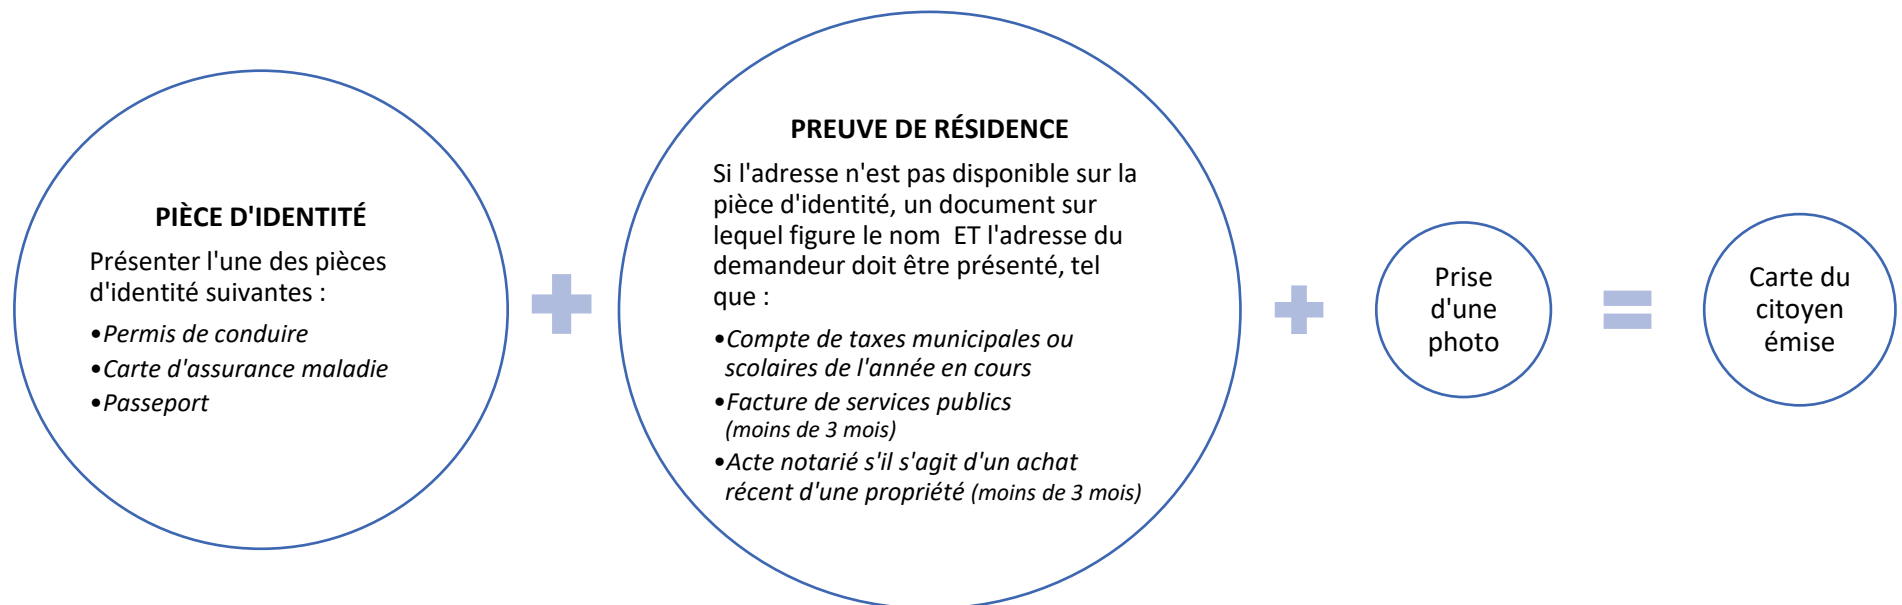 PIÈCE D'IDENTITÉ
Présenter l'une des pièces
d'identité suivantes :
•Permis de conduire
•Carte d'assurance maladie
•Passeport
PREUVE DE RÉSIDENCE
Si l'adresse n'est pas disponible sur la
pièce d'identité, un document sur
lequel figure le nom  ET l'adresse du
demandeur doit être présenté, tel
que :
•Compte de taxes municipales ou
scolaires de l'année en cours
•Facture de services publics
(moins de 3 mois)
•Acte notarié s'il s'agit d'un achat
récent d'une propriété (moins de 3 mois)
Prise
d'une
photo
Carte du
citoyen
émise